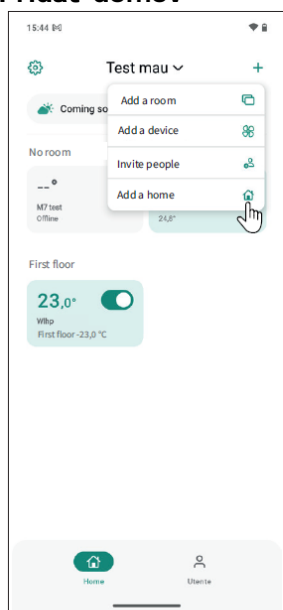 15:44
Test mau
Coming so
Add a room
Add a device
Invite people
Add a home
No room
--°
M7 test
Offline
24,8°
First floor
23,0°
Wlhp
First floor -23,0 °C
Home
Utente